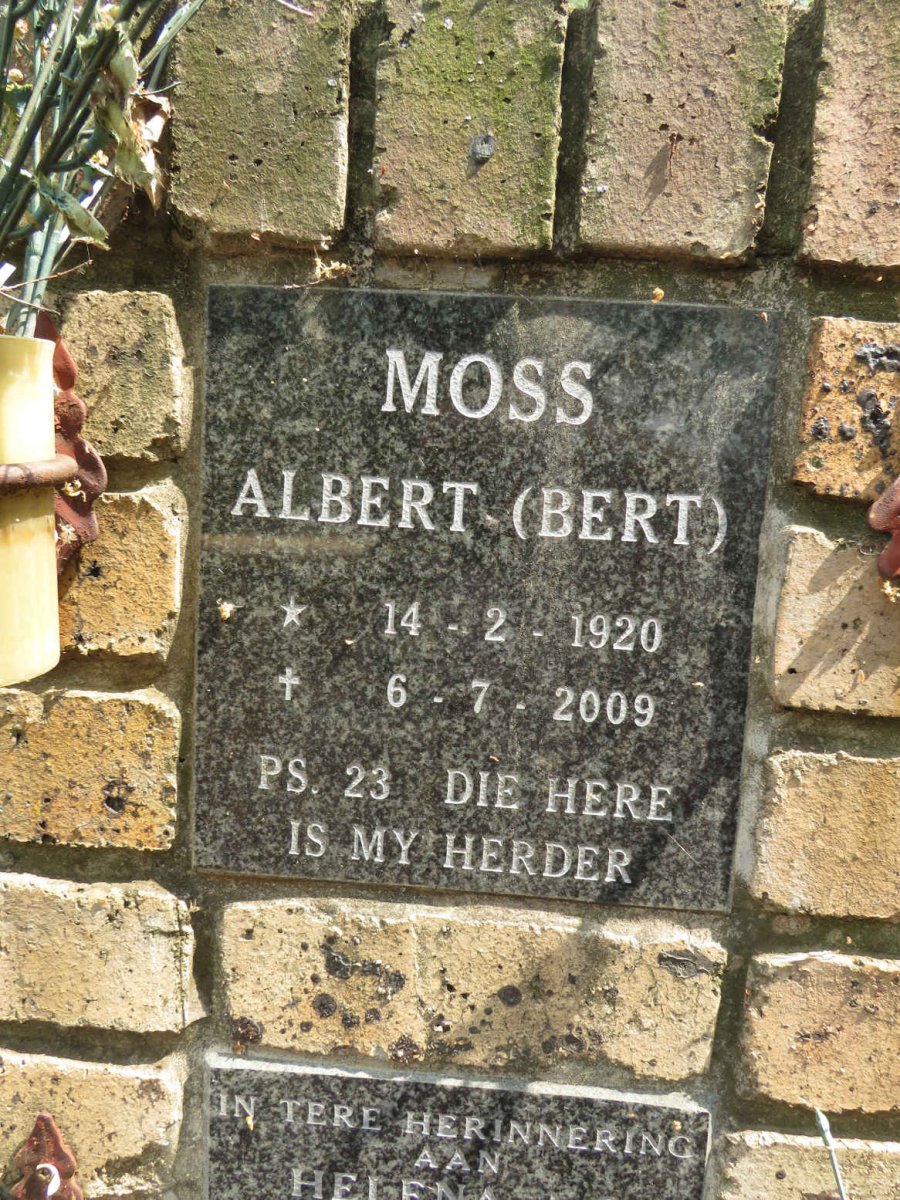 MOSS
ALBERT (BERT)
★ 14 - 2 - 1920
✝ 6 - 7 - 2009
PS. 23 DIE HERE
IS MY HERDER
IN TERE HERINNERING
AAN
HELENA